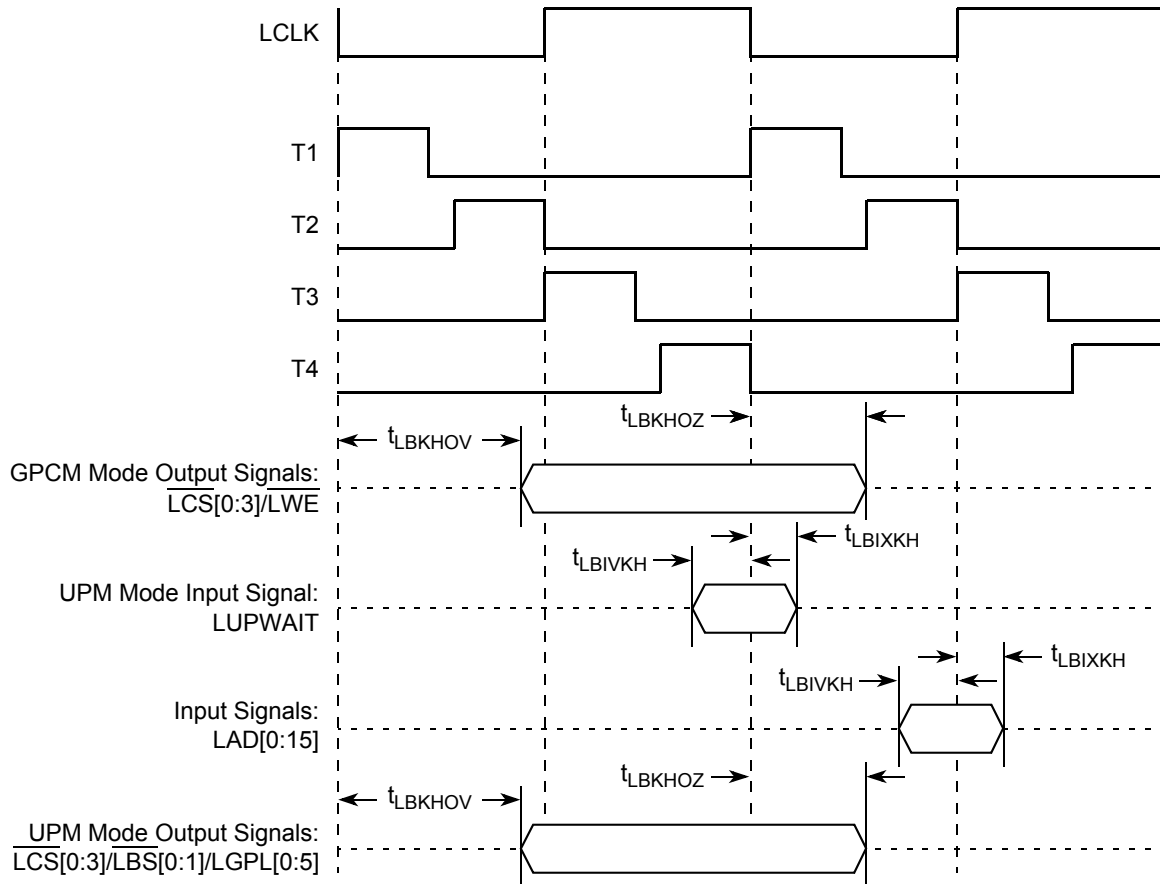 LCLK
T1
T2
T3
T4
tLBKHOZ
tLBKHOV
GPCM Mode Output Signals:
LCS[0:3]/LWE
tLBIXKH
tLBIVKH
UPM Mode Input Signal:
LUPWAIT
tLBIXKH
tLBIVKH
Input Signals:
LAD[0:15]
tLBKHOZ
tLBKHOV
UPM Mode Output Signals:
LCS[0:3]/LBS[0:1]/LGPL[0:5]